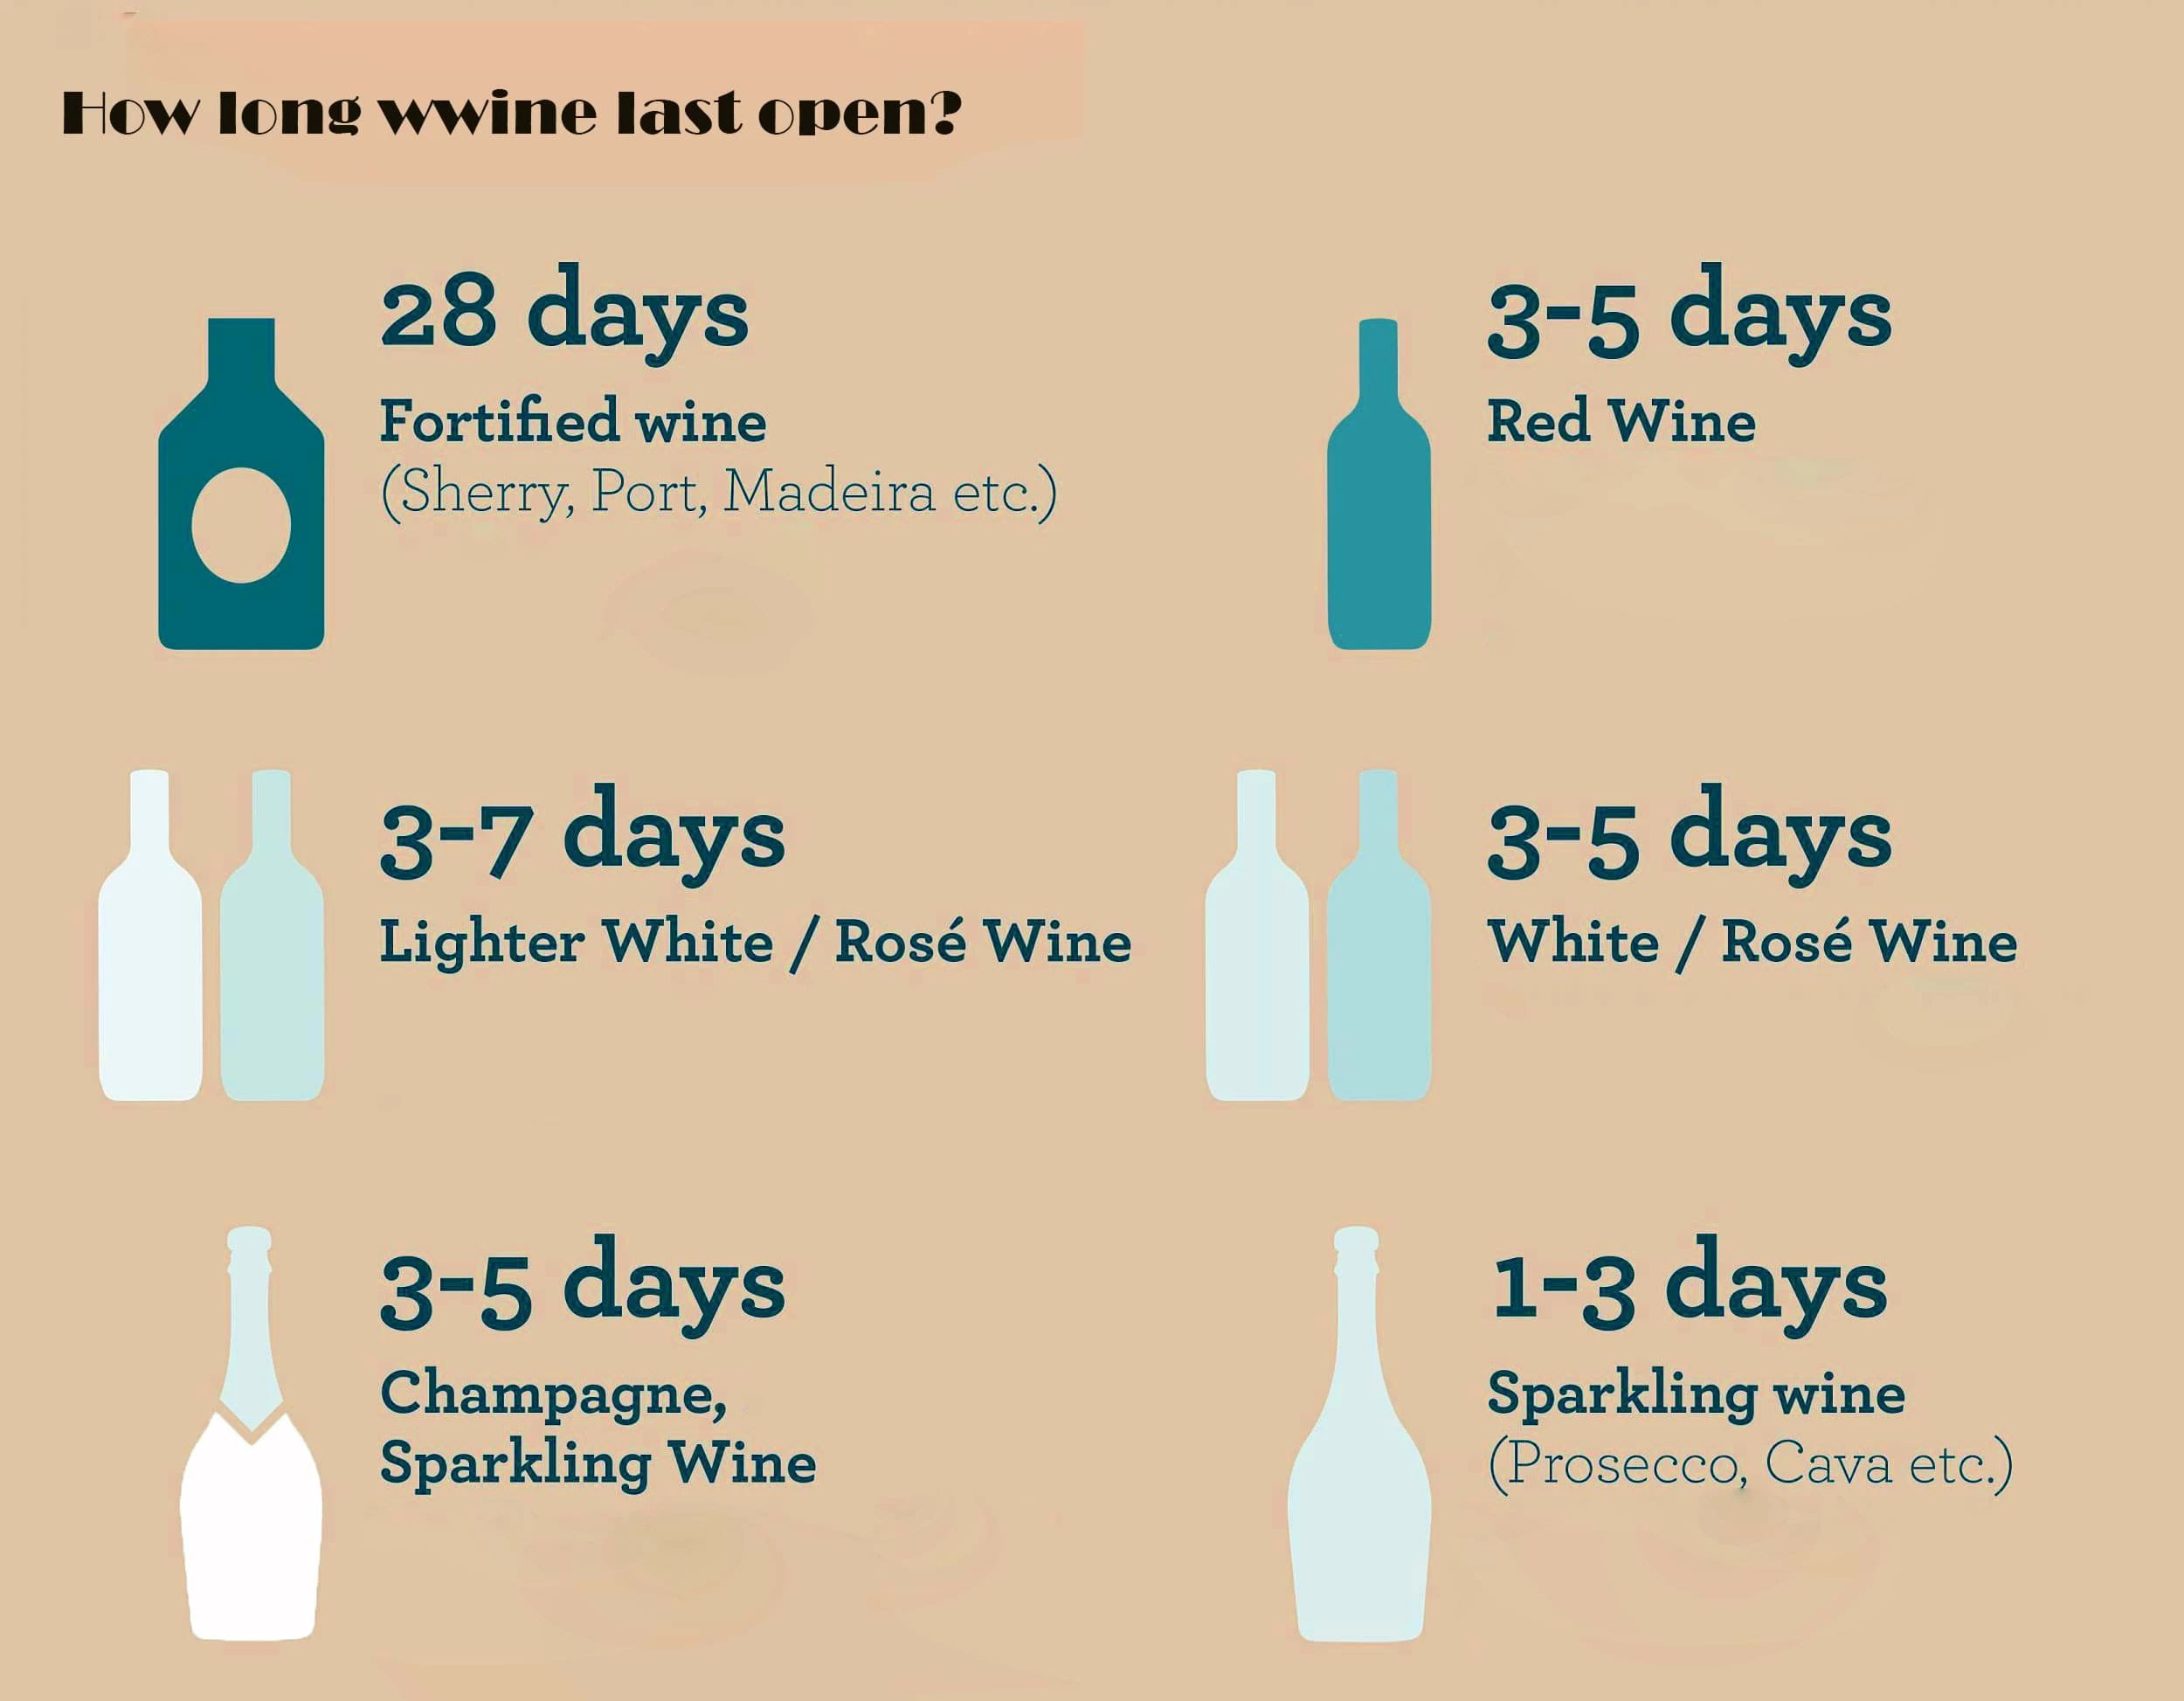 How long wwine last open?
28 days
Fortified wine
(Sherry, Port, Madeira etc.)
3-5 days
Red Wine
3-7 days
Lighter White / Rosé Wine
3-5 days
White / Rosé Wine
3-5 days
Champagne,
Sparkling Wine
1-3 days
Sparkling wine
(Prosecco, Cava etc.)